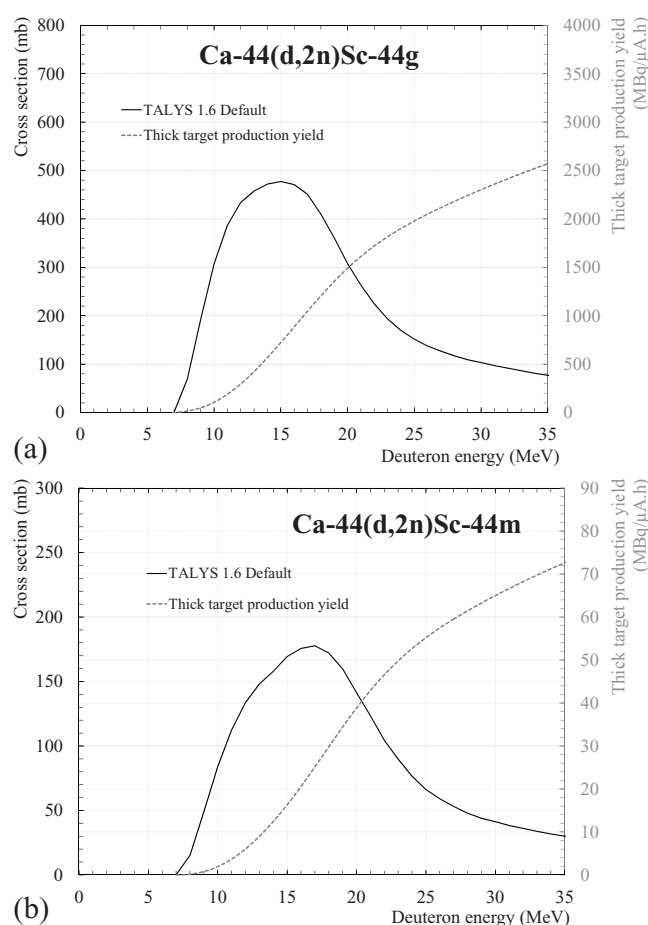 Ca-44(d,2n)Sc-44g
TALYS 1.6 Default
Thick target production yield
Cross section (mb)
800
700
600
500
400
300
200
100
0
Thick target production yield
(MBq/μA.h)
4000
3500
3000
2500
2000
1500
1000
500
0
0 5 10 15 20 25 30 35
Deuteron energy (MeV)
(a)
Ca-44(d,2n)Sc-44m
TALYS 1.6 Default
Thick target production yield
Cross section (mb)
300
250
200
150
100
50
0
Thick target production yield
(MBq/μA.h)
90
80
70
60
50
40
30
20
10
0
0 5 10 15 20 25 30 35
Deuteron energy (MeV)
(b)